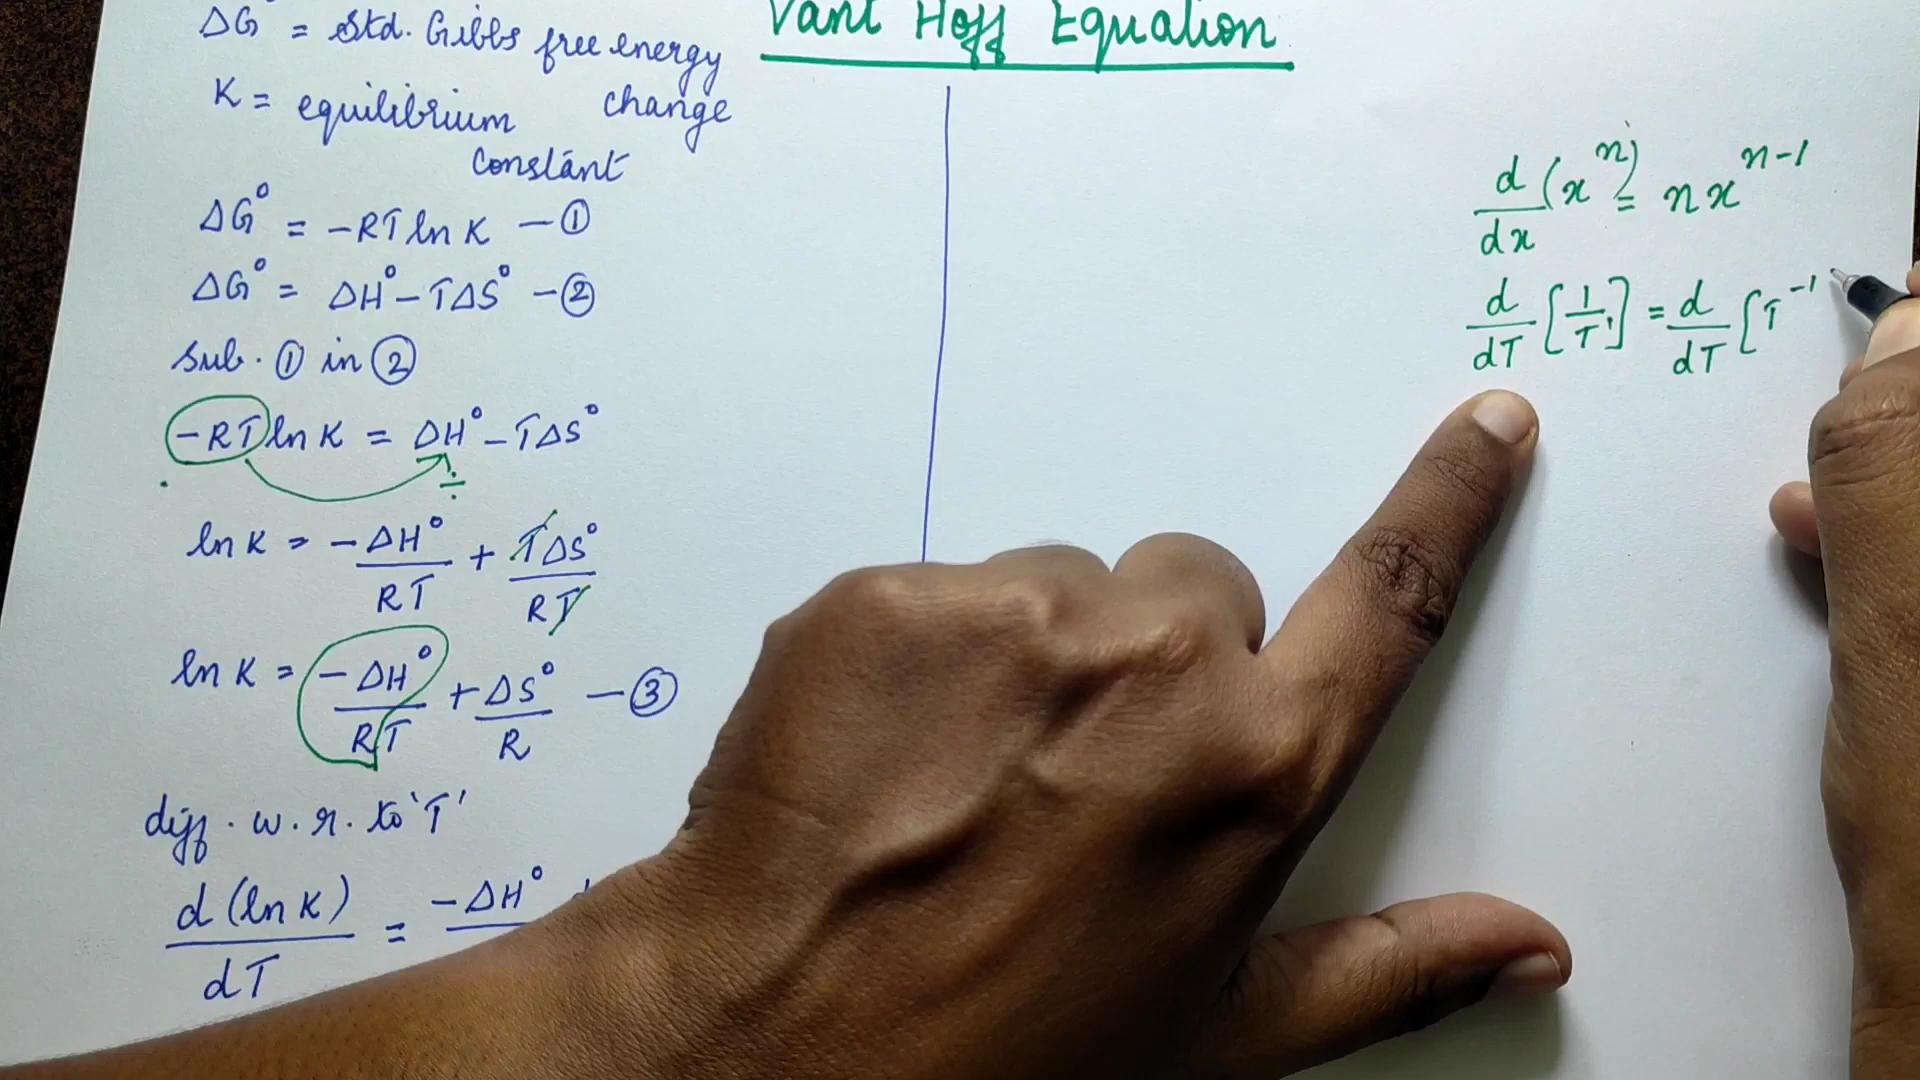 Vant Hoff Equation
ΔG° = Std. Gibbs free energy
change
K = equilibrium
constant
ΔG° = -RT ln K - ①
ΔG° = ΔH° - TΔS° - ②
Sub. ① in ②
-RT ln K = ΔH° - TΔS°
÷
ln K = -ΔH°/RT + TΔS°/RT
ln K = -ΔH°/RT + ΔS°/R - ③
diff. w.r.to 'T'
d(ln K)/dT = -ΔH°
d/dx (x^n) = nx^(n-1)
d/dT [1/T¹] = d/dT [T^-1